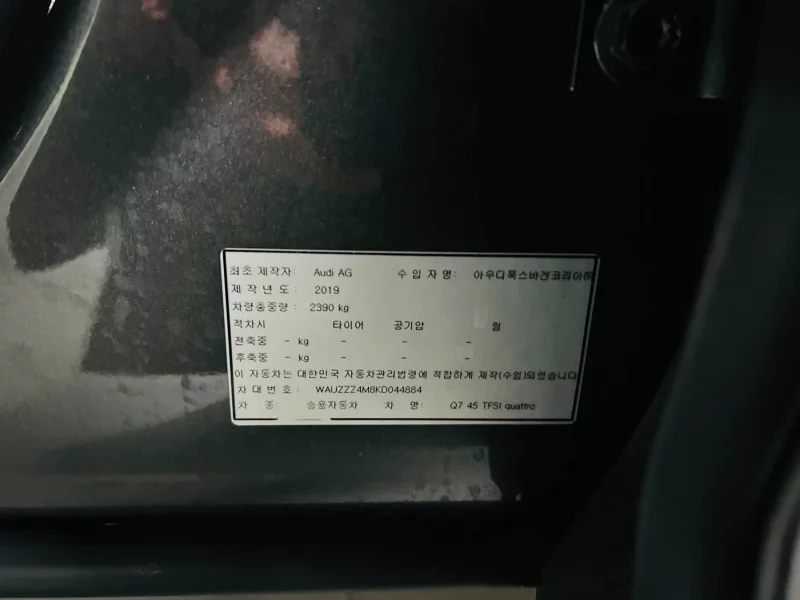 최초 제작자: Audi AG 수입자명: 아우디폭스바겐코리아㈜
제작년도: 2019
차량총중량: 2390 kg
적차시 타이어 공기압 림
전축중 - kg - - -
후축중 - kg - - -
이 자동차는 대한민국 자동차관리법령에 적합하게 제작(수입)되었습니다
차대번호: WAUZZZ4M8KD044884
차 종: 승용자동차 차 명: Q7 45 TFSI quattro